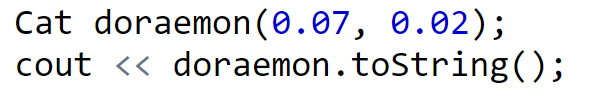 Cat doraemon(0.07, 0.02);
cout << doraemon.toString();